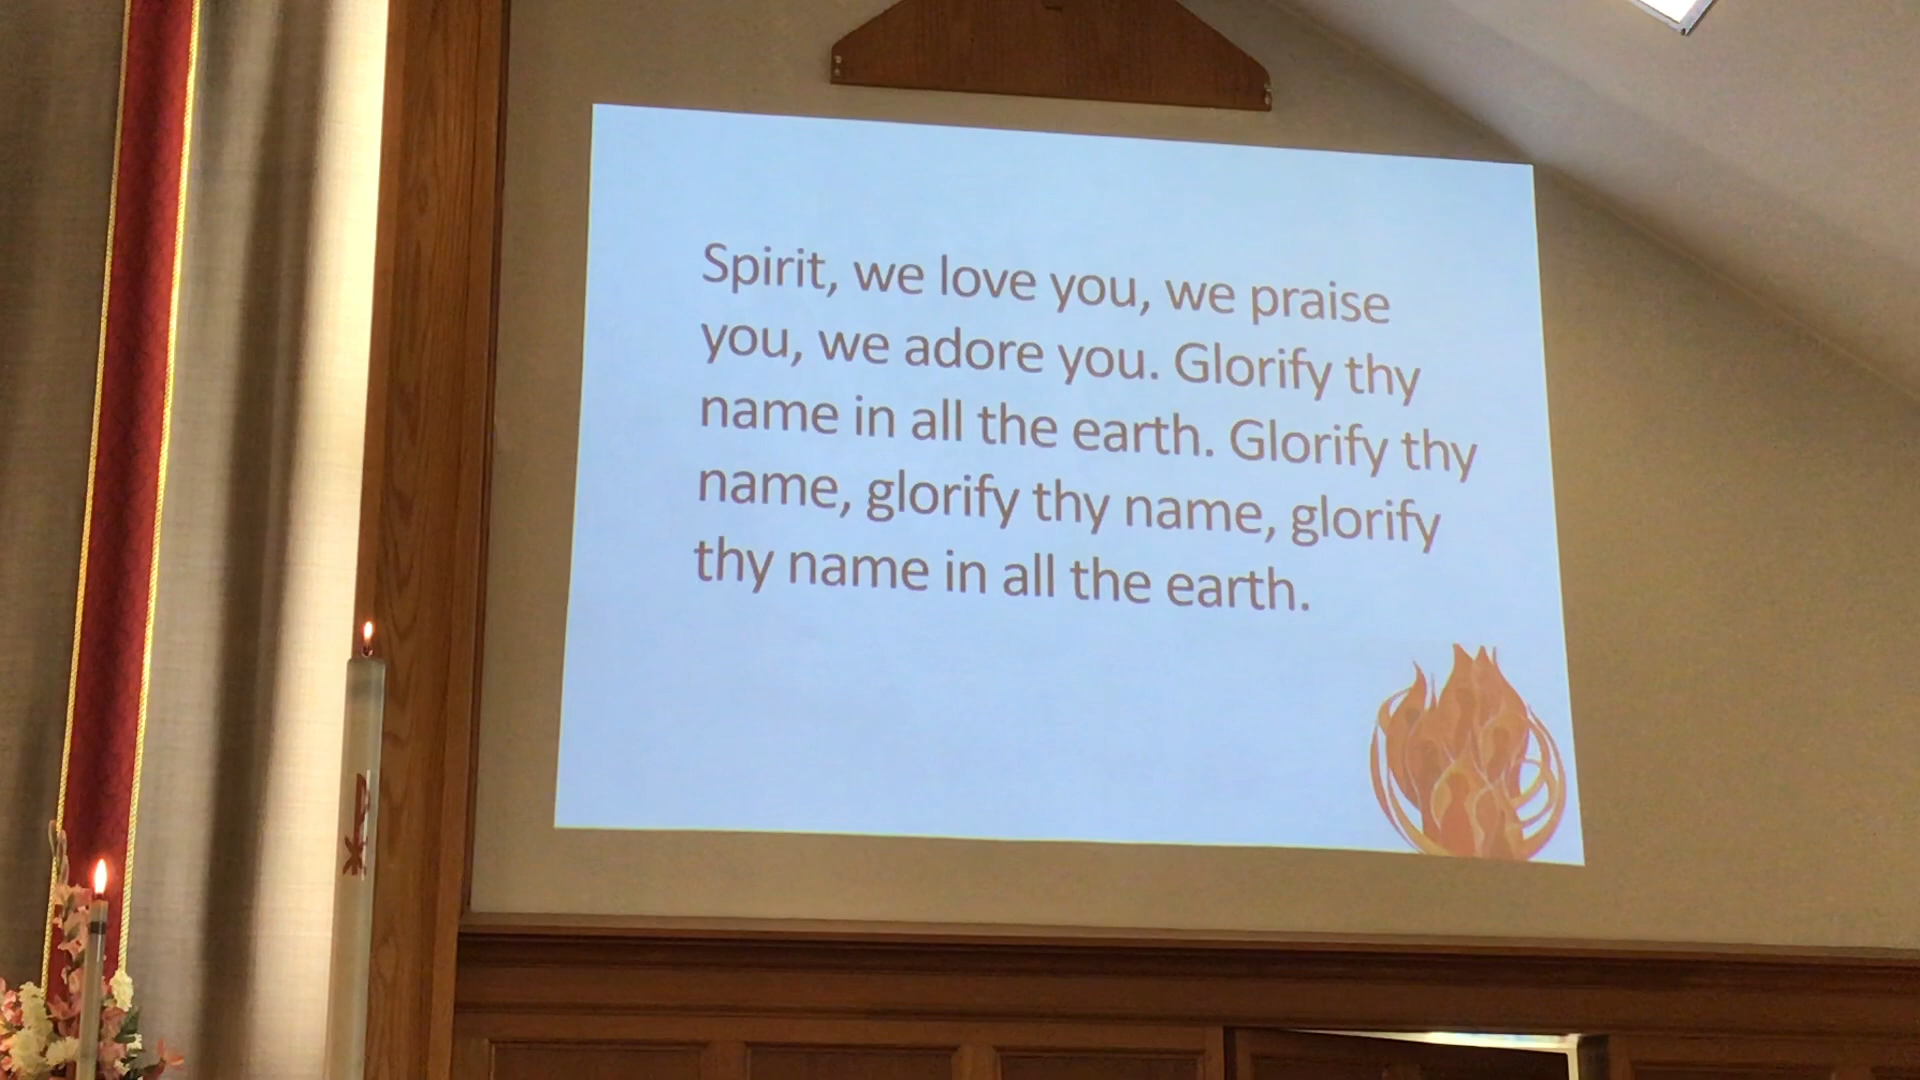 Spirit, we love you, we praise
you, we adore you. Glorify thy
name in all the earth. Glorify thy
name, glorify thy name, glorify
thy name in all the earth.